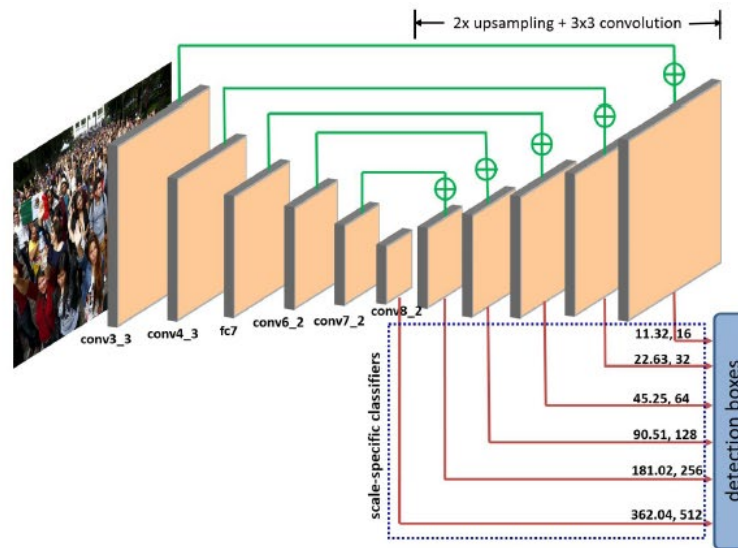 2x upsampling + 3x3 convolution
conv3_3
conv4_3
fc7
conv6_2
conv7_2
conv8_2
scale-specific classifiers
11.32, 16
22.63, 32
45.25, 64
90.51, 128
181.02, 256
362.04, 512
detection boxes